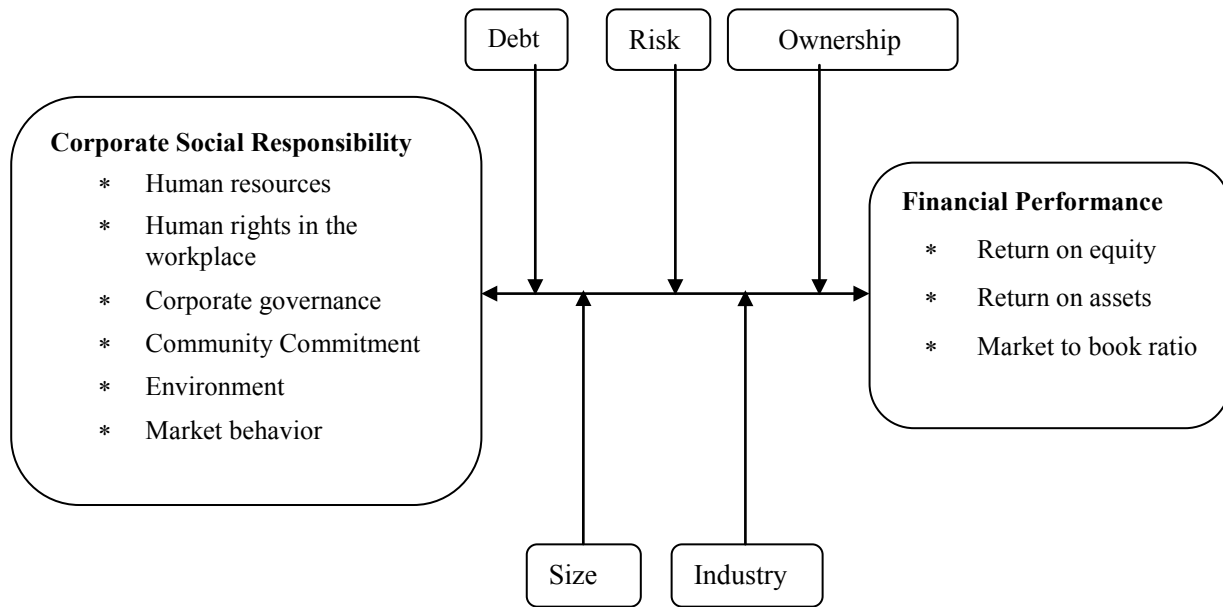 Debt
Risk
Ownership
Corporate Social Responsibility
* Human resources
* Human rights in the
workplace
* Corporate governance
* Community Commitment
* Environment
* Market behavior
Financial Performance
* Return on equity
* Return on assets
* Market to book ratio
Size
Industry